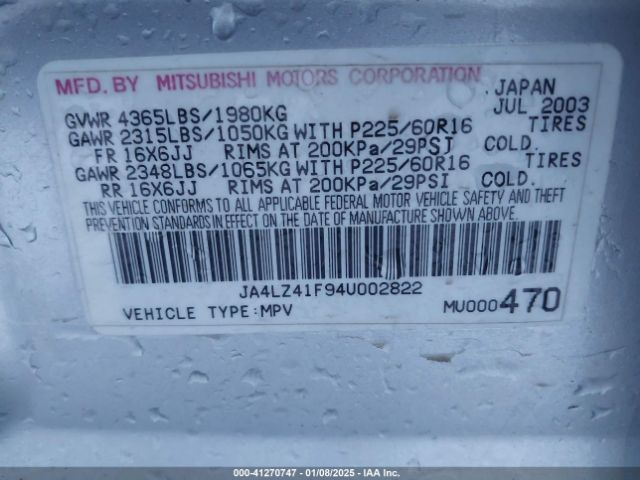 MFD. BY MITSUBISHI MOTORS CORPORATION JAPAN
GVWR 4365LBS/1980KG JUL 2003
GAWR 2315LBS/1050KG WITH P225/60R16 TIRES
FR 16X6JJ RIMS AT 200KPa/29PSI COLD.
GAWR 2348LBS/1065KG WITH P225/60R16 TIRES
RR 16X6JJ RIMS AT 200KPa/29PSI COLD.
THIS VEHICLE CONFORMS TO ALL APPLICABLE FEDERAL MOTOR VEHICLE SAFETY AND THEFT
PREVENTION STANDARDS IN EFFECT ON THE DATE OF MANUFACTURE SHOWN ABOVE.
JA4LZ41F94U002822
VEHICLE TYPE:MPV MU000470
000-41270747 - 01/08/2025 - IAA Inc.